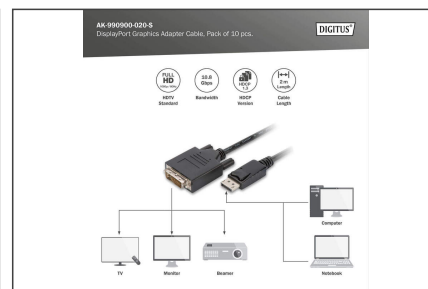 AK-990900-020-S
DisplayPort Graphics Adapter Cable, Pack of 10 pcs.
DIGITUS®
FULL
HD
10.8
Gbps
HDCP
1.3
2 m
Length
HDTV
Standard
Bandwidth
HDCP
Version
Cable
Length
Computer
TV
Monitor
Beamer
Notebook